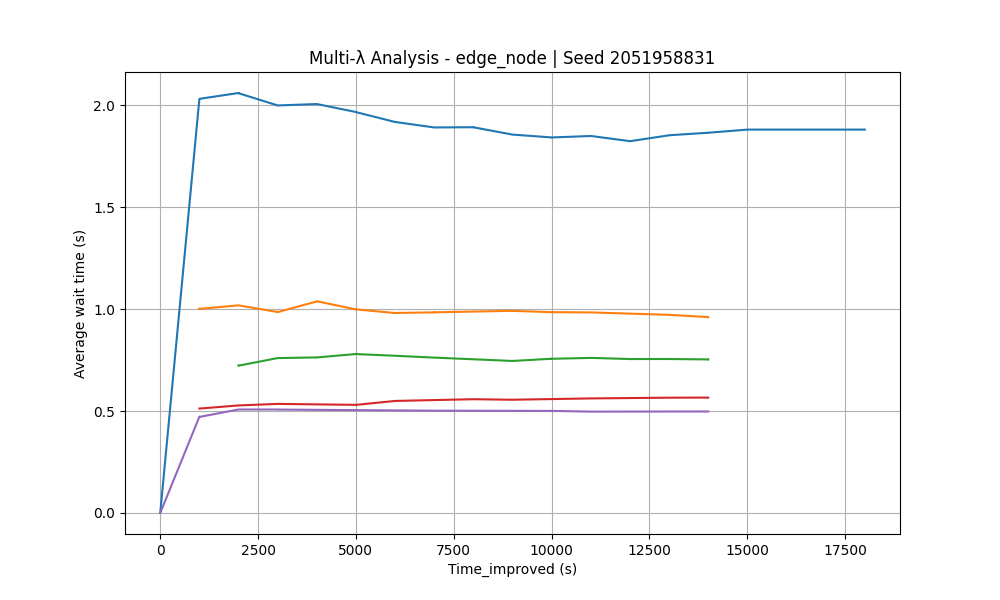 Multi-λ Analysis - edge_node | Seed 2051958831
Average wait time (s)
2.0
1.5
1.0
0.5
0.0
0 2500 5000 7500 10000 12500 15000 17500
Time_improved (s)